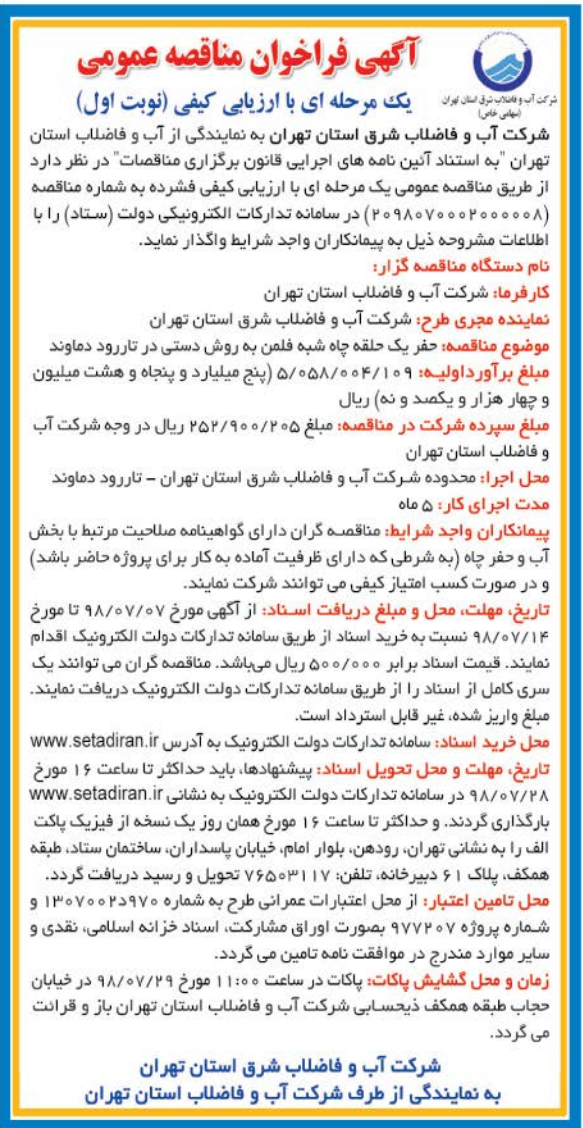 آگهی فراخوان مناقصه عمومی
یک مرحله ای با ارزیابی کیفی (نوبت اول)
شرکت آب و فاضلاب شرق استان تهران
(سهامی خاص)
شرکت آب و فاضلاب شرق استان تهران به نمایندگی از آب و فاضلاب استان
تهران "به استناد آئین نامه های اجرایی قانون برگزاری مناقصات" در نظر دارد
از طریق مناقصه عمومی یک مرحله ای با ارزیابی کیفی فشرده به شماره مناقصه
(۲۰۹۸۰۷۰۰۰۲۰۰۰۰۰۸) در سامانه تدارکات الکترونیکی دولت (ستاد) را با
اطلاعات مشروحه ذیل به پیمانکاران واجد شرایط واگذار نماید.
نام دستگاه مناقصه گزار:
کارفرما: شرکت آب و فاضلاب استان تهران
نماینده مجری طرح: شرکت آب و فاضلاب شرق استان تهران
موضوع مناقصه: حفر یک حلقه چاه شبه فلمن به روش دستی در تاررود دماوند
مبلغ برآورداولیه: ۵/۰۵۸/۰۰۴/۱۰۹ (پنج میلیارد و پنجاه و هشت میلیون
و چهار هزار و یکصد و نه) ریال
مبلغ سپرده شرکت در مناقصه: مبلغ ۲۵۲/۹۰۰/۲۰۵ ریال در وجه شرکت آب
و فاضلاب استان تهران
محل اجرا: محدوده شرکت آب و فاضلاب شرق استان تهران – تاررود دماوند
مدت اجرای کار: ۵ ماه
پیمانکاران واجد شرایط: مناقصه گران دارای گواهینامه صلاحیت مرتبط با بخش
آب و حفر چاه (به شرطی که دارای ظرفیت آماده به کار برای پروژه حاضر باشد)
و در صورت کسب امتیاز کیفی می توانند شرکت نمایند.
تاریخ، مهلت، محل و مبلغ دریافت اسناد: از آگهی مورخ ۹۸/۰۷/۰۷ تا مورخ
۹۸/۰۷/۱۴ نسبت به خرید اسناد از طریق سامانه تدارکات دولت الکترونیک اقدام
نمایند. قیمت اسناد برابر ۵۰۰/۰۰۰ ریال می‌باشد. مناقصه گران می توانند یک
سری کامل از اسناد را از طریق سامانه تدارکات دولت الکترونیک دریافت نمایند.
مبلغ واریز شده، غیر قابل استرداد است.
محل خرید اسناد: سامانه تدارکات دولت الکترونیک به آدرس www.setadiran.ir
تاریخ، مهلت و محل تحویل اسناد: پیشنهادها، باید حداکثر تا ساعت ۱۶ مورخ
۹۸/۰۷/۲۸ در سامانه تدارکات دولت الکترونیک به نشانی www.setadiran.ir
بارگذاری گردند. و حداکثر تا ساعت ۱۶ مورخ همان روز یک نسخه از فیزیک پاکت
الف را به نشانی تهران، رودهن، بلوار امام، خیابان پاسداران، ساختمان ستاد، طبقه
همکف، پلاک ۶۱ دبیرخانه، تلفن: ۷۶۵۰۳۱۱۷ تحویل و رسید دریافت گردد.
محل تامین اعتبار: از محل اعتبارات عمرانی طرح به شماره ۱۳۰۷۰۰۲د۹۷۰ و
شماره پروژه ۹۷۷۲۰۷ بصورت اوراق مشارکت، اسناد خزانه اسلامی، نقدی و
سایر موارد مندرج در موافقت نامه تامین می گردد.
زمان و محل گشایش پاکات: پاکات در ساعت ۱۱:۰۰ مورخ ۹۸/۰۷/۲۹ در خیابان
حجاب طبقه همکف ذیحسابی شرکت آب و فاضلاب استان تهران باز و قرائت
می گردد.
شرکت آب و فاضلاب شرق استان تهران
به نمایندگی از طرف شرکت آب و فاضلاب استان تهران